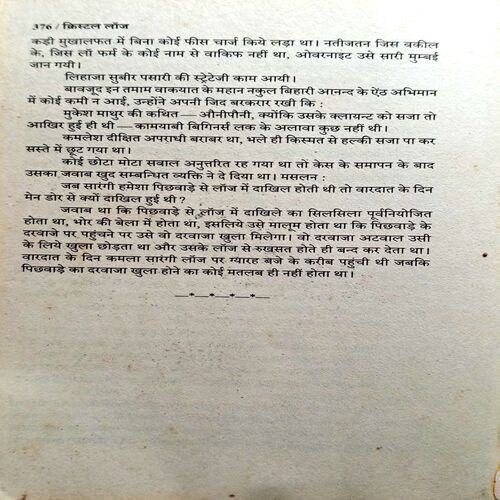 376 / क्रिस्टल लॉज
कड़ी मुखालफत में बिना कोई फीस चार्ज किये लड़ा था। नतीजतन जिस वकील
के, जिस लॉ फर्म के कोई नाम से वाकिफ नहीं था, ओवरनाइट उसे सारी मुम्बई
जान गयी।
लिहाजा सुबीर पसारी की स्ट्रेटेजी काम आयी।
बावजूद इन तमाम वाकयात के महान नकुल बिहारी आनन्द के ऐंठ अभिमान
में कोई कमी न आई, उन्होंने अपनी जिद बरकरार रखी कि :
मुकेश माथुर की कथित—औनीपौनी, क्योंकि उसके क्लायन्ट को सजा तो
आखिर हुई ही थी—कामयाबी बिगिनर्स लक के अलावा कुछ नहीं थी।
कमलेश दीक्षित अपराधी बराबर था, भले ही किस्मत से हल्की सजा पा कर
सस्ते में छूट गया था।
कोई छोटा मोटा सवाल अनुत्तरित रह गया था तो केस के समापन के बाद
उसका जवाब खुद सम्बन्धित व्यक्ति ने दे दिया था। मसलन :
जब सारंगी हमेशा पिछवाड़े से लॉज में दाखिल होती थी तो वारदात के दिन
मेन डोर से क्यों दाखिल हुई थी?
जवाब था कि पिछवाड़े से लॉज में दाखिले का सिलसिला पूर्वनियोजित
होता था, भोर की बेला में होता था, इसलिये उसे मालूम होता था कि पिछवाड़े के
दरवाजे पर पहुंचने पर उसे वो दरवाजा खुला मिलेगा। वो दरवाजा अटवाल उसी
के लिये खुला छोड़ता था और उसके लॉज से रुखसत होते ही बन्द कर देता था।
वारदात के दिन कमला सारंगी लॉज पर ग्यारह बजे के करीब पहुंची थी जबकि
पिछवाड़े का दरवाजा खुला होने का कोई मतलब ही नहीं होता था।
—*—*—*—*—